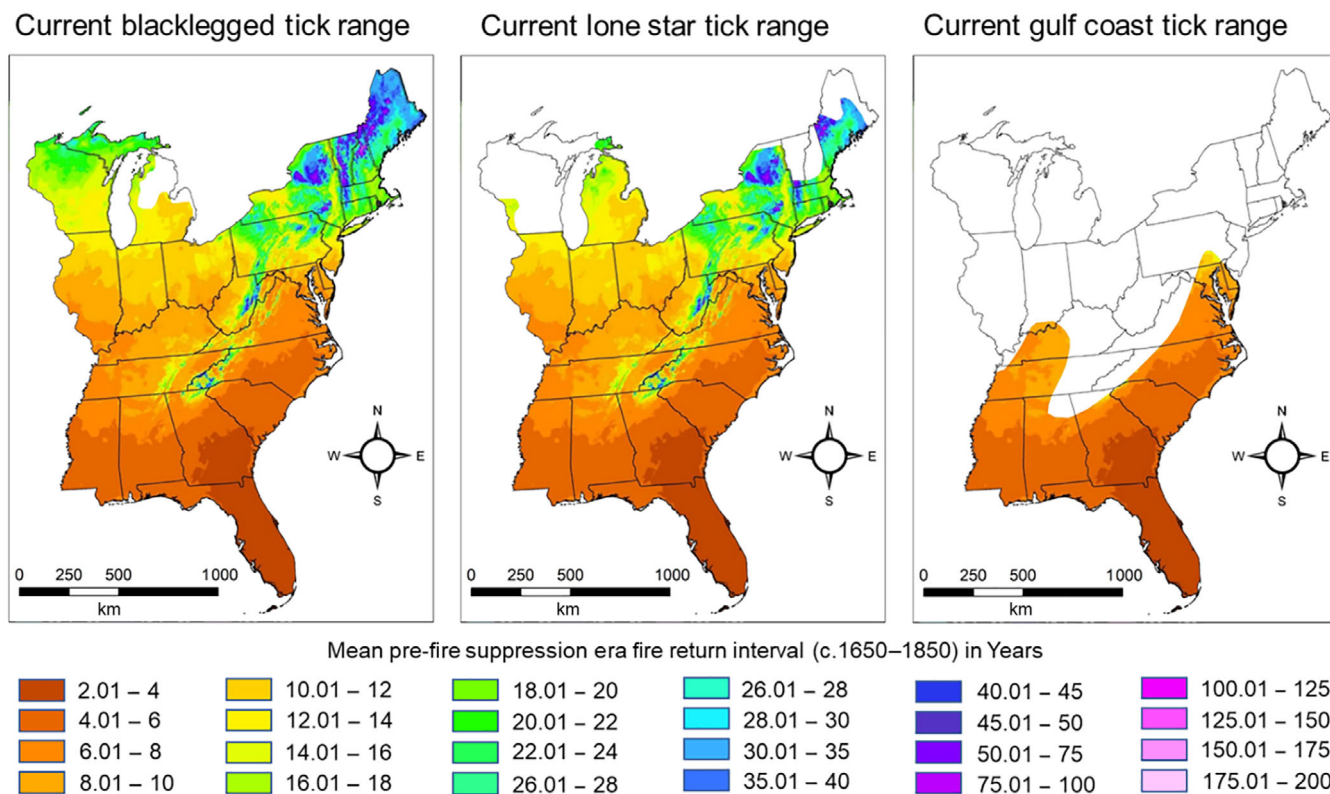 Current blacklegged tick range
Current lone star tick range
Current gulf coast tick range
N
W E
S
0 250 500 1000
km
N
W E
S
0 250 500 1000
km
N
W E
S
0 250 500 1000
km
Mean pre-fire suppression era fire return interval (c.1650–1850) in Years
2.01 – 4
4.01 – 6
6.01 – 8
8.01 – 10
10.01 – 12
12.01 – 14
14.01 – 16
16.01 – 18
18.01 – 20
20.01 – 22
22.01 – 24
26.01 – 28
26.01 – 28
28.01 – 30
30.01 – 35
35.01 – 40
40.01 – 45
45.01 – 50
50.01 – 75
75.01 – 100
100.01 – 125
125.01 – 150
150.01 – 175
175.01 – 200